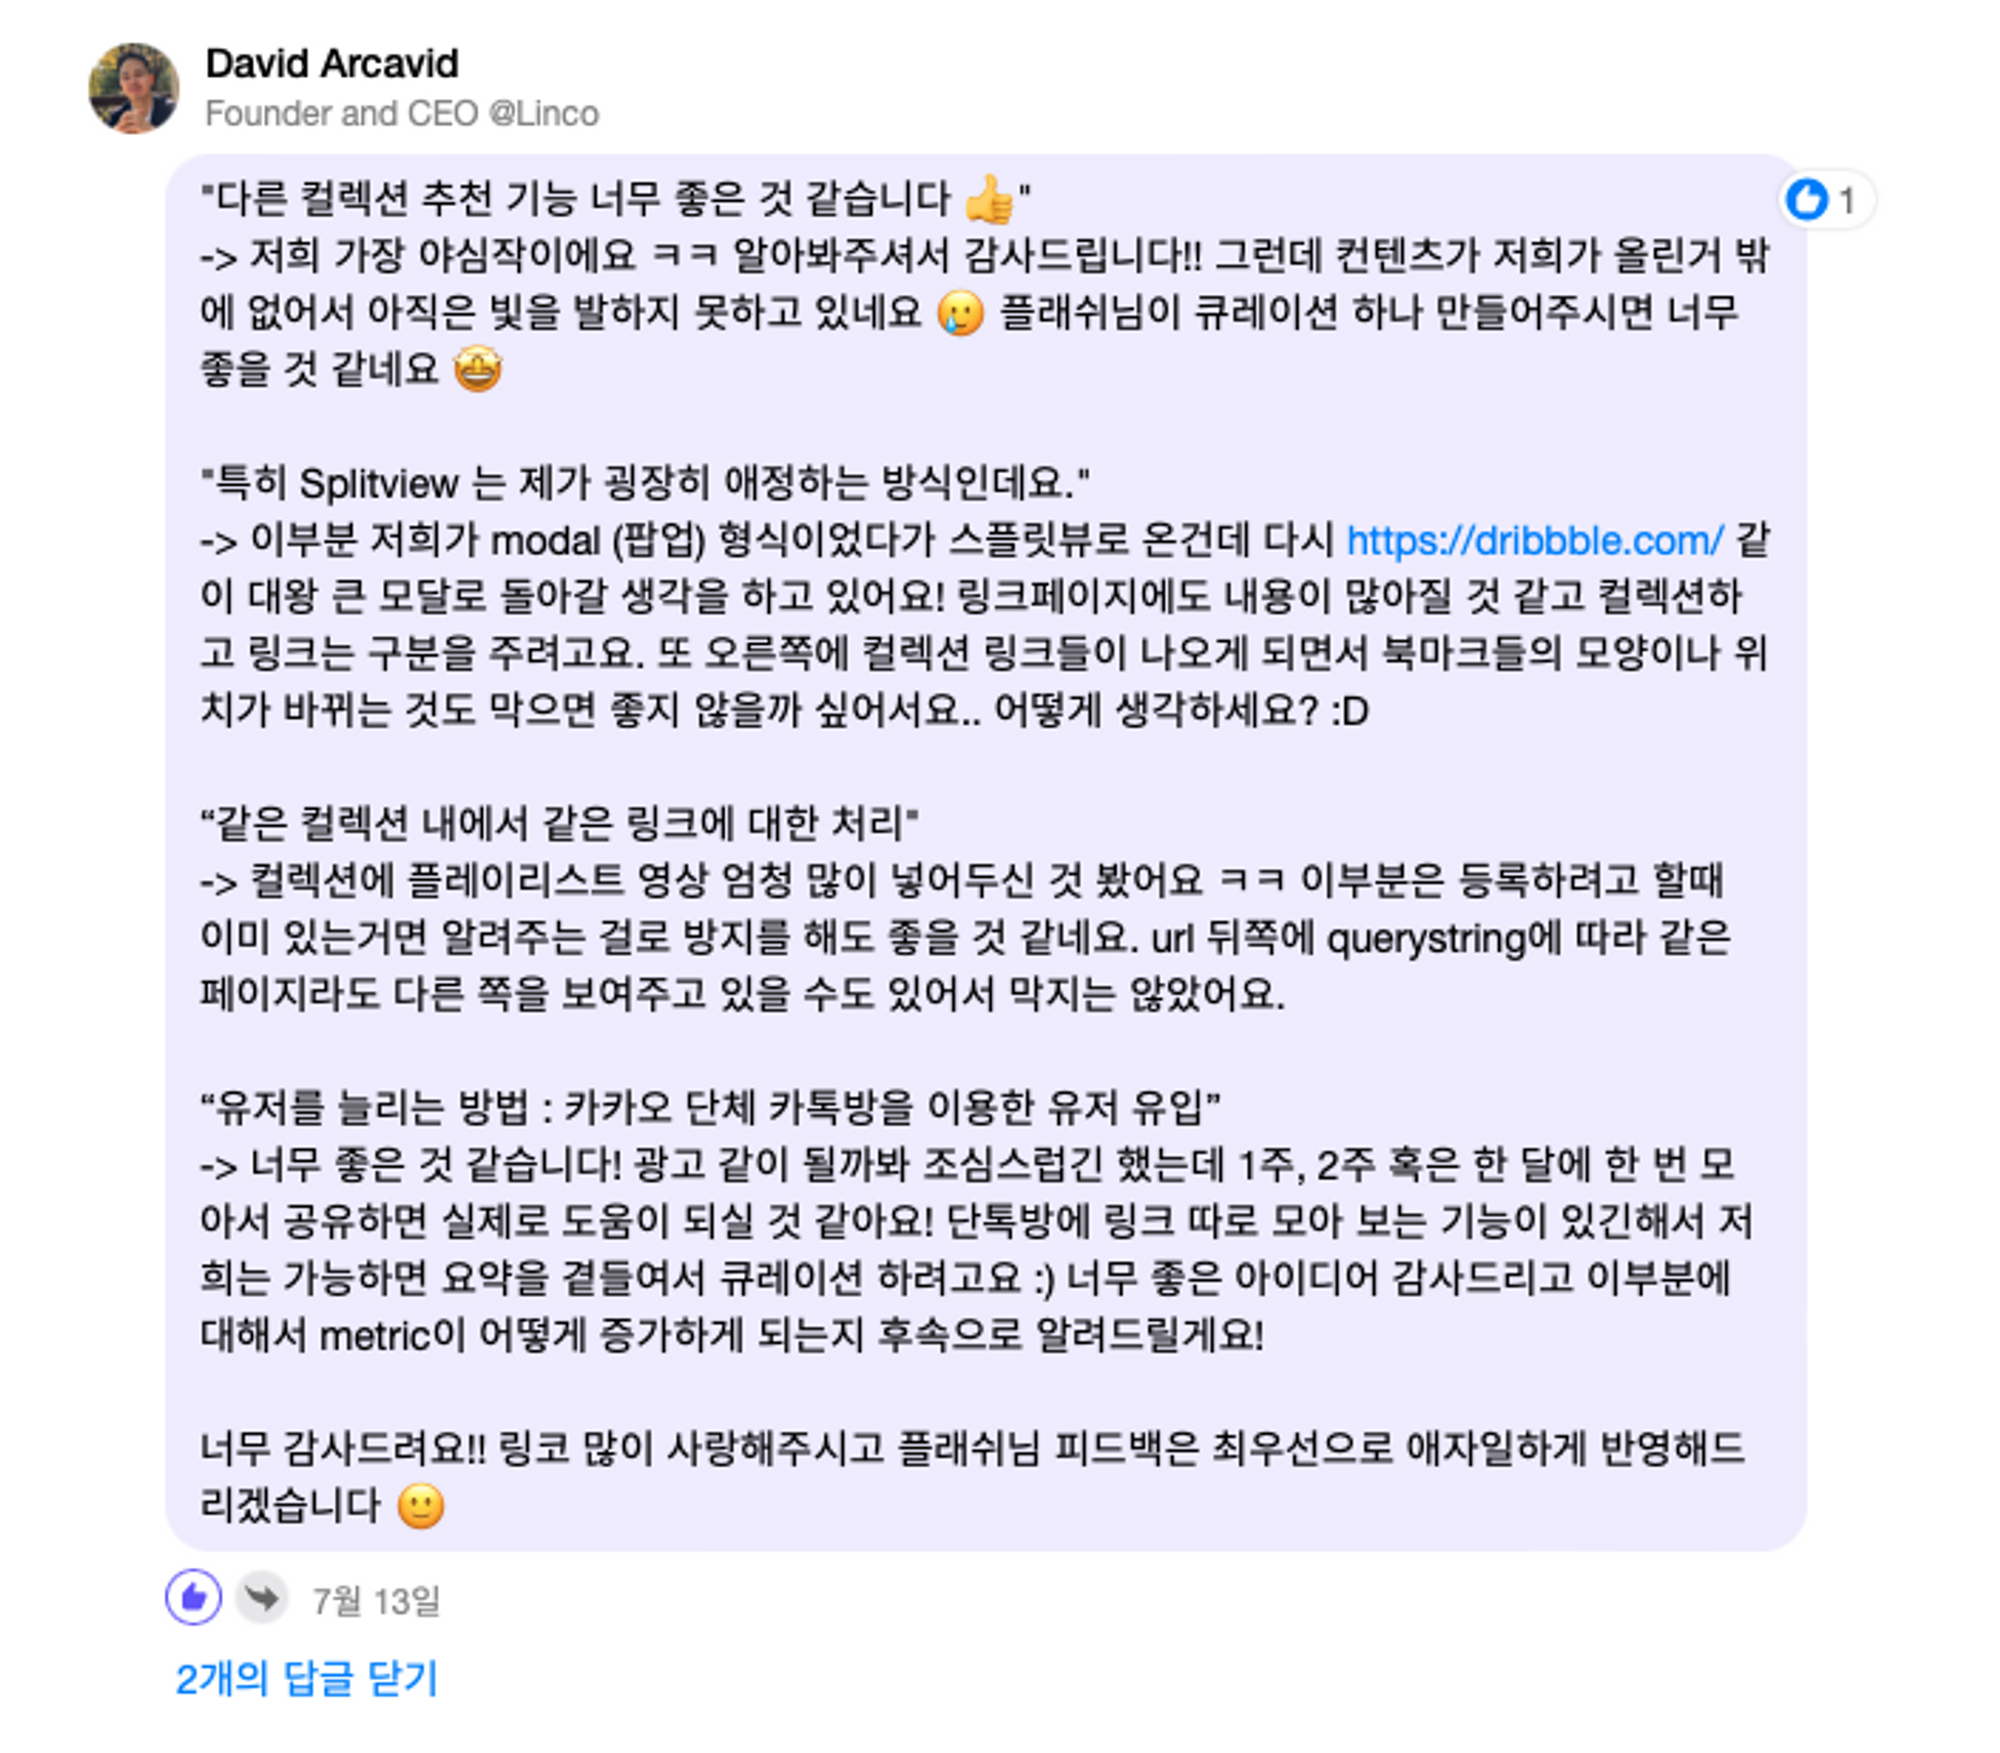 David Arcavid
Founder and CEO @Linco
"다른 컬렉션 추천 기능 너무 좋은 것 같습니다 👍"
1
-> 저희 가장 야심작이에요 ㅋㅋ 알아봐주셔서 감사드립니다!! 그런데 컨텐츠가 저희가 올린거 밖
에 없어서 아직은 빛을 발하지 못하고 있네요 🥲 플래쉬님이 큐레이션 하나 만들어주시면 너무
좋을 것 같네요 🤩
"특히 Splitview 는 제가 굉장히 애정하는 방식인데요."
-> 이부분 저희가 modal (팝업) 형식이었다가 스플릿뷰로 온건데 다시 https://dribbble.com/ 같
이 대왕 큰 모달로 돌아갈 생각을 하고 있어요! 링크페이지에도 내용이 많아질 것 같고 컬렉션하
고 링크는 구분을 주려고요. 또 오른쪽에 컬렉션 링크들이 나오게 되면서 북마크들의 모양이나 위
치가 바뀌는 것도 막으면 좋지 않을까 싶어서요.. 어떻게 생각하세요? :D
“같은 컬렉션 내에서 같은 링크에 대한 처리"
-> 컬렉션에 플레이리스트 영상 엄청 많이 넣어두신 것 봤어요 ㅋㅋ 이부분은 등록하려고 할때
이미 있는거면 알려주는 걸로 방지를 해도 좋을 것 같네요. url 뒤쪽에 querystring에 따라 같은
페이지라도 다른 쪽을 보여주고 있을 수도 있어서 막지는 않았어요.
“유저를 늘리는 방법 : 카카오 단체 카톡방을 이용한 유저 유입”
-> 너무 좋은 것 같습니다! 광고 같이 될까봐 조심스럽긴 했는데 1주, 2주 혹은 한 달에 한 번 모
아서 공유하면 실제로 도움이 되실 것 같아요! 단톡방에 링크 따로 모아 보는 기능이 있긴해서 저
희는 가능하면 요약을 곁들여서 큐레이션 하려고요 :) 너무 좋은 아이디어 감사드리고 이부분에
대해서 metric이 어떻게 증가하게 되는지 후속으로 알려드릴게요!
너무 감사드려요!! 링코 많이 사랑해주시고 플래쉬님 피드백은 최우선으로 애자일하게 반영해드
리겠습니다 🙂
7월 13일
2개의 답글 닫기